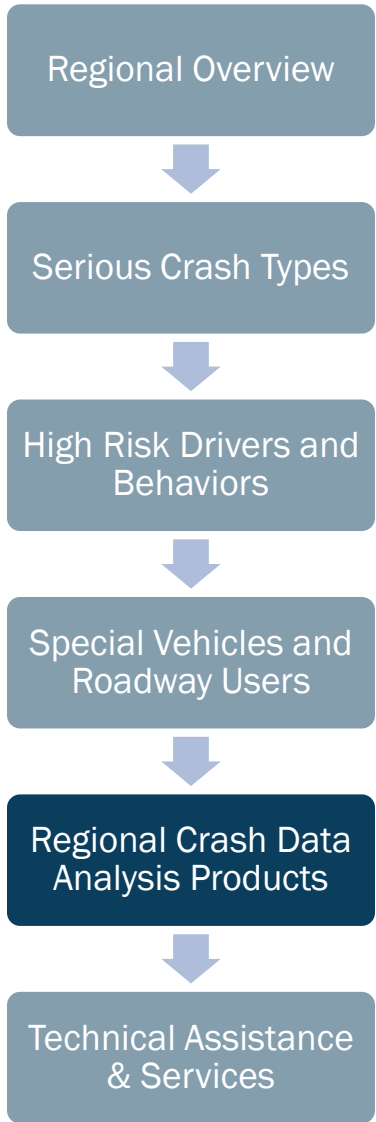 Regional Overview
Serious Crash Types
High Risk Drivers and
Behaviors
Special Vehicles and
Roadway Users
Regional Crash Data
Analysis Products
Technical Assistance
& Services